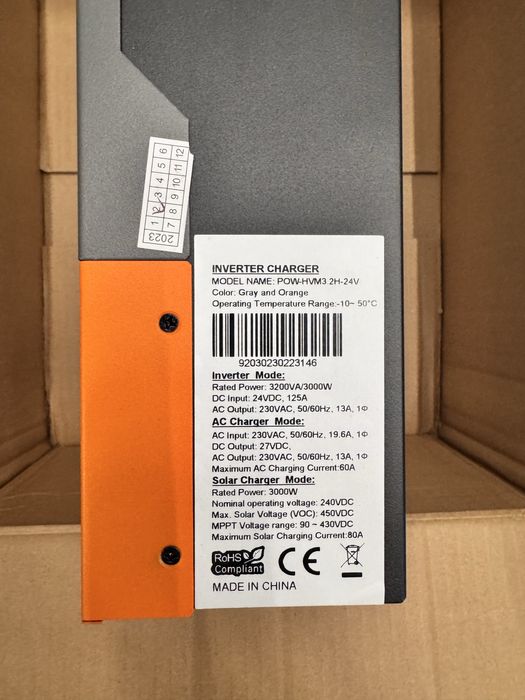 2023
1 2 3 4 5 6
7 8 9 10 11 12
INVERTER CHARGER
MODEL NAME: POW-HVM3.2H-24V
Color: Gray and Orange
Operating Temperature Range:-10~ 50°C
92030230223146
Inverter Mode:
Rated Power: 3200VA/3000W
DC Input: 24VDC, 125A
AC Output: 230VAC, 50/60Hz, 13A, 1Φ
AC Charger Mode:
AC Input: 230VAC, 50/60Hz, 19.6A, 1Φ
DC Output: 27VDC,
AC Output: 230VAC, 50/60Hz, 13A, 1Φ
Maximum AC Charging Current:60A
Solar Charger Mode:
Rated Power: 3000W
Nominal operating voltage: 240VDC
Max. Solar Voltage (VOC): 450VDC
MPPT Voltage range: 90 ~ 430VDC
Maximum Solar Charging Current:80A
RoHS
Compliant
CE
MADE IN CHINA